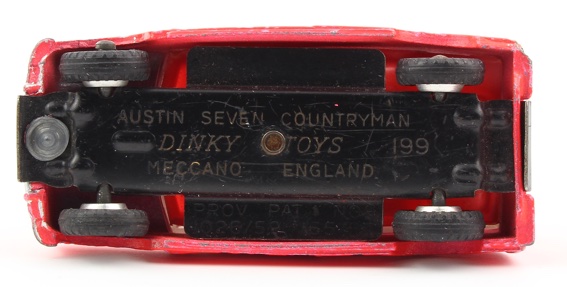 AUSTIN SEVEN COUNTRYMAN
DINKY TOYS 199
MECCANO ENGLAND
PROV. PAT.